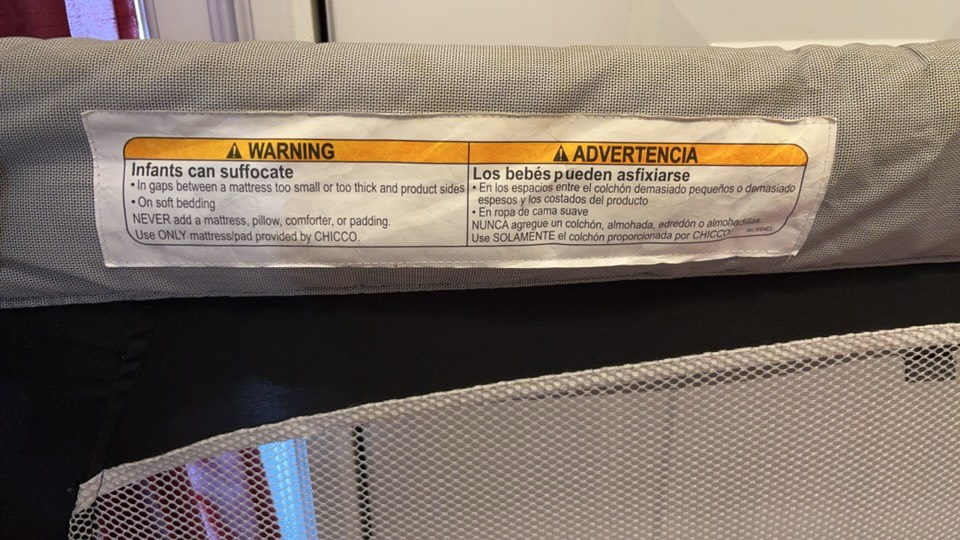 ⚠ WARNING
Infants can suffocate
• In gaps between a mattress too small or too thick and product sides
• On soft bedding
NEVER add a mattress, pillow, comforter, or padding.
Use ONLY mattress/pad provided by CHICCO.
⚠ ADVERTENCIA
Los bebés pueden asfixiarse
• En los espacios entre el colchón demasiado pequeños o demasiado
espesos y los costados del producto
• En ropa de cama suave
NUNCA agregue un colchón, almohada, edredón o almohadillas
Use SOLAMENTE el colchón proporcionada por CHICCO